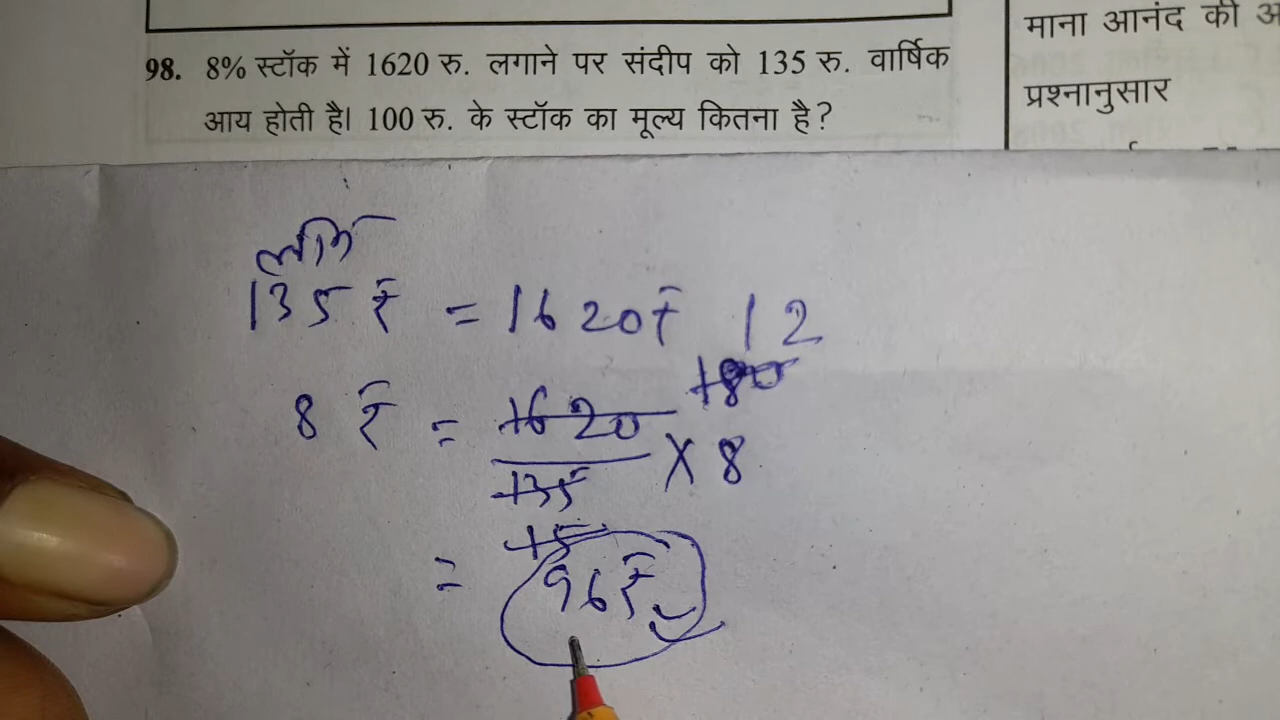 98. 8% स्टॉक में 1620 रु. लगाने पर संदीप को 135 रु. वार्षिक
आय होती है। 100 रु. के स्टॉक का मूल्य कितना है?
माना आनंद की
प्रश्नानुसार
135 ₹ = 1620₹ 12
180
8 ₹ = 1620
135 × 8
15
= 96₹